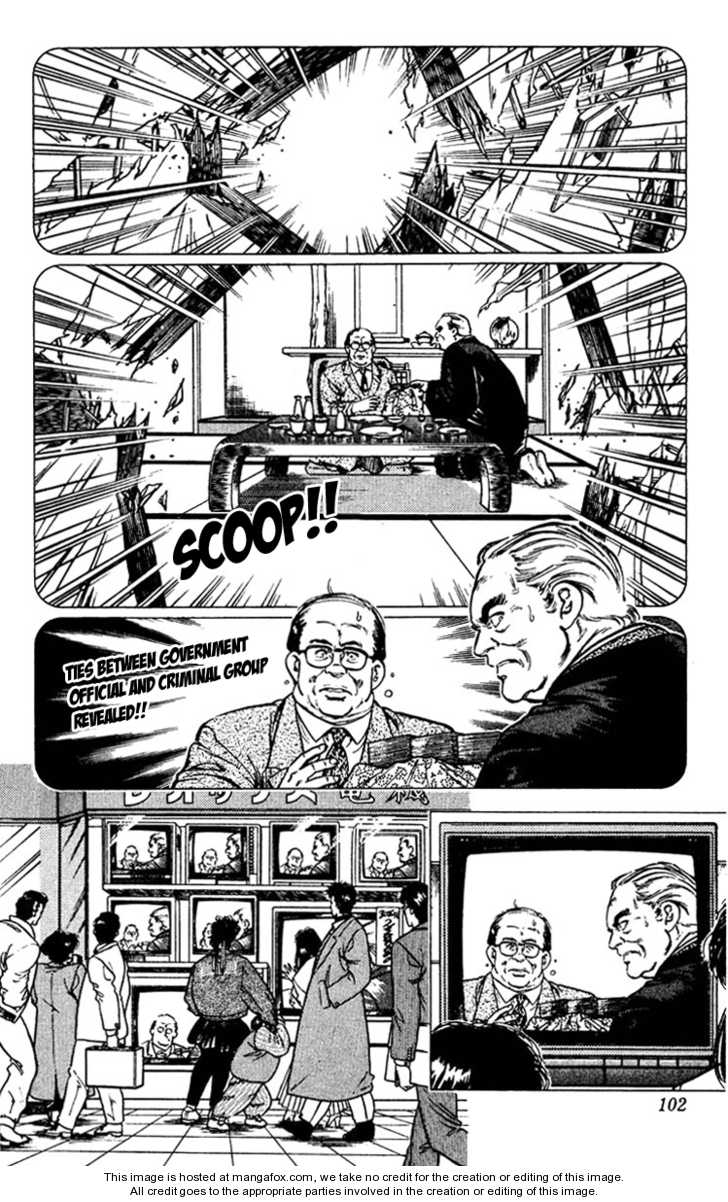 SCOOP!!
TIES BETWEEN GOVERNMENT
OFFICIAL AND CRIMINAL GROUP
REVEALED!!
102
This image is hosted at mangafox.com, we take no credit for the creation or editing of this image.
All credit goes to the appropriate parties involved in the creation or editing of this image.